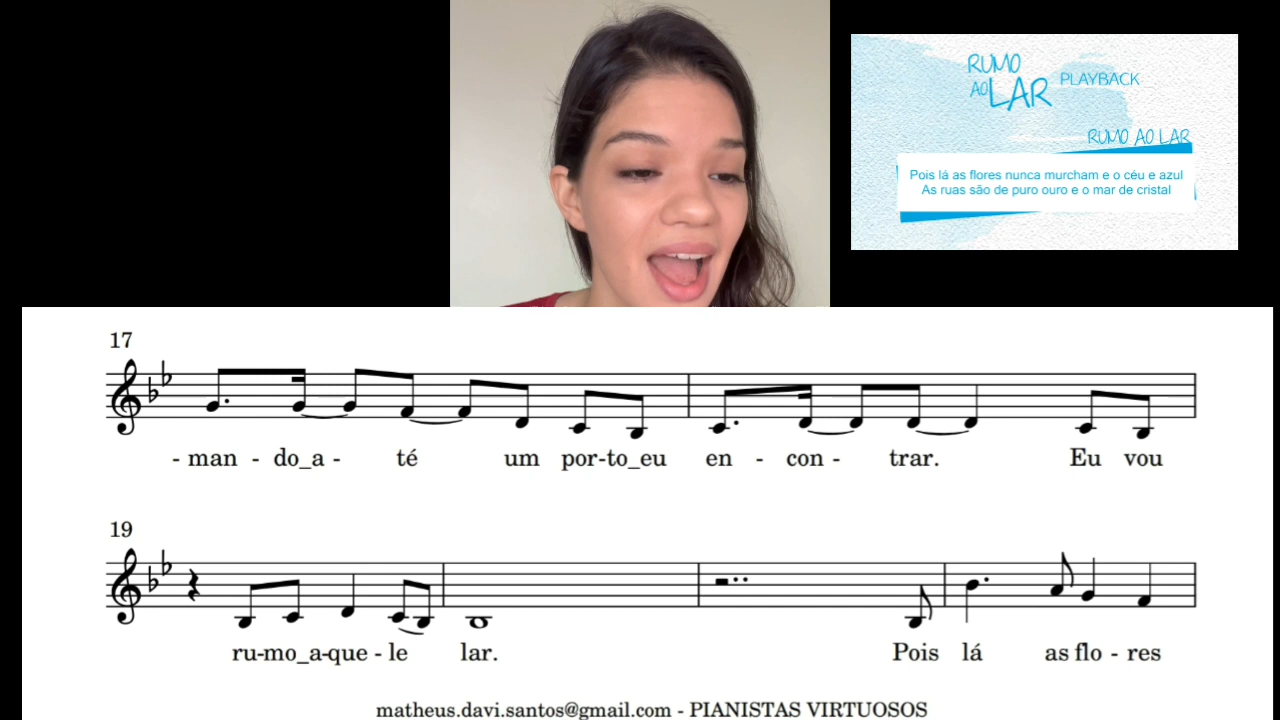 RUMO
AO LAR PLAYBACK
RUMO AO LAR
Pois lá as flores nunca murcham e o céu e azul
As ruas são de puro ouro e o mar de cristal
17
- man - do_a - té um por-to_eu en - con - trar. Eu vou
19
ru-mo_a-que - le lar. Pois lá as flo - res
matheus.davi.santos@gmail.com - PIANISTAS VIRTUOSOS